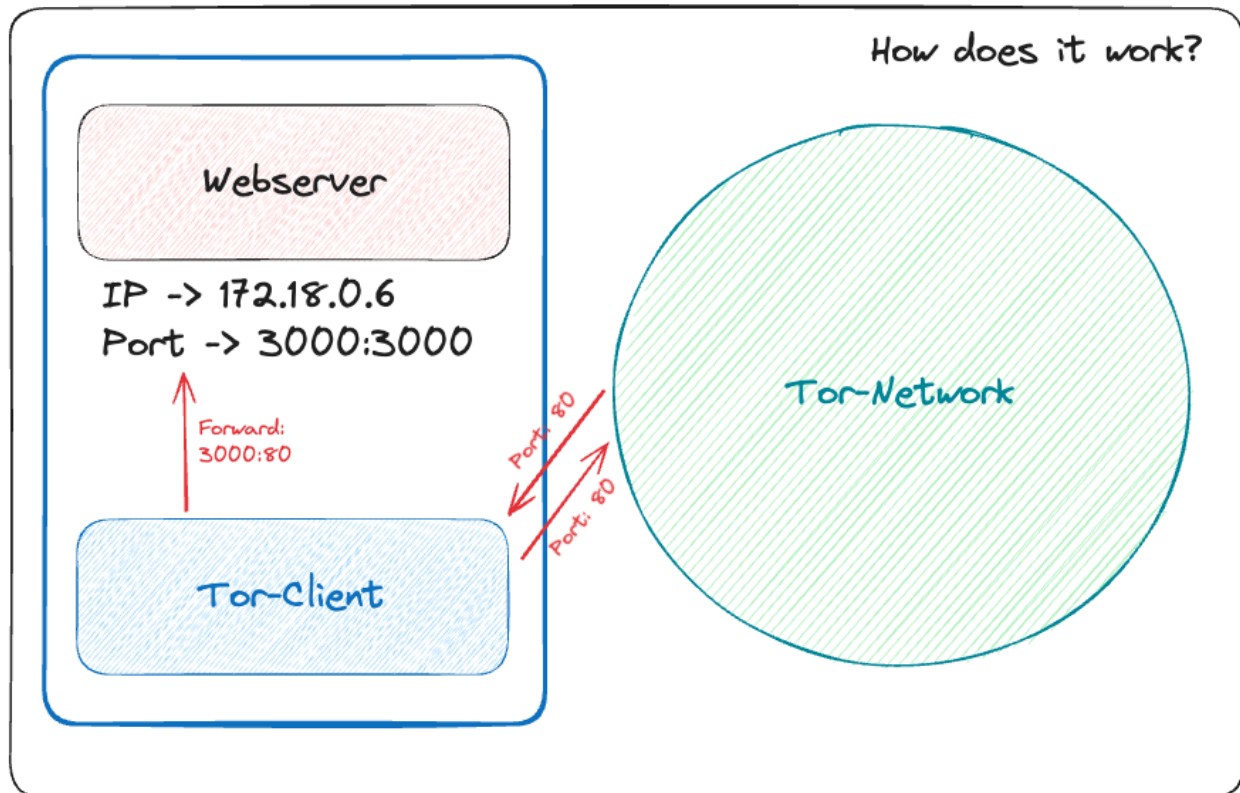 How does it work?
Webserver
IP -> 172.18.0.6
Port -> 3000:3000
Forward:
3000:80
Port: 80
Port: 80
Tor-Network
Tor-Client